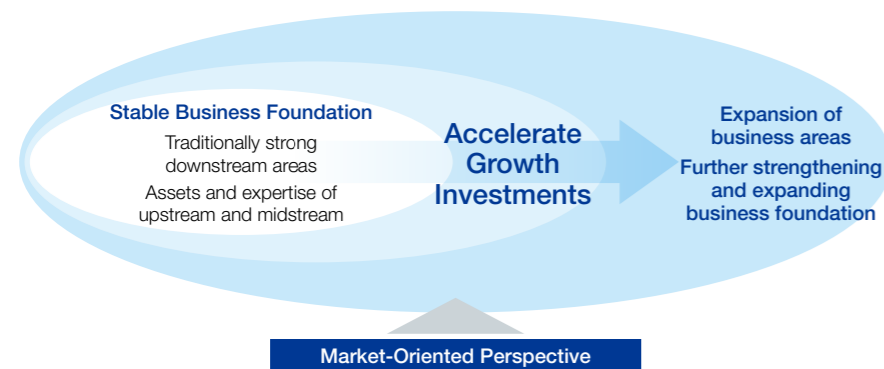 Stable Business Foundation
Traditionally strong
downstream areas
Assets and expertise of
upstream and midstream
Accelerate
Growth
Investments
Expansion of
business areas
Further strengthening
and expanding
business foundation
Market-Oriented Perspective